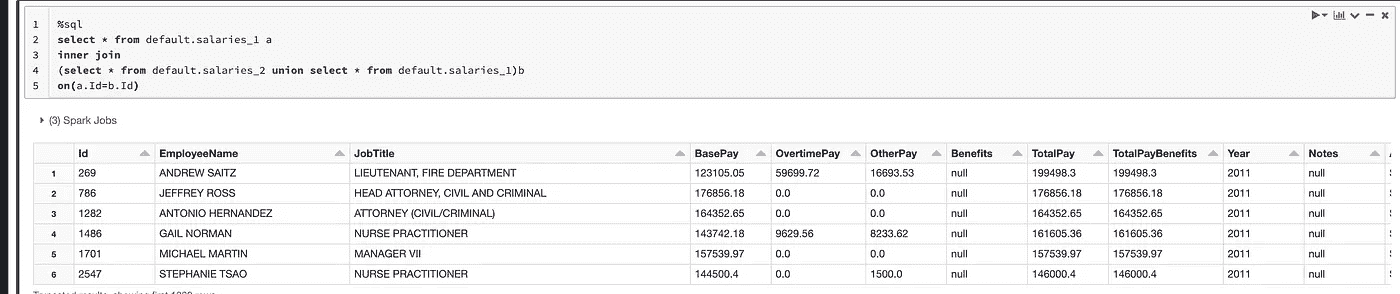 1 %sql
2 select * from default.salaries_1 a
3 inner join
4 (select * from default.salaries_2 union select * from default.salaries_1)b
5 on(a.Id=b.Id)
(3) Spark Jobs
Id EmployeeName JobTitle BasePay OvertimePay OtherPay Benefits TotalPay TotalPayBenefits Year Notes
1 269 ANDREW SAITZ LIEUTENANT, FIRE DEPARTMENT 123105.05 59699.72 16693.53 null 199498.3 199498.3 2011 null
2 786 JEFFREY ROSS HEAD ATTORNEY, CIVIL AND CRIMINAL 176856.18 0.0 0.0 null 176856.18 176856.18 2011 null
3 1282 ANTONIO HERNANDEZ ATTORNEY (CIVIL/CRIMINAL) 164352.65 0.0 0.0 null 164352.65 164352.65 2011 null
4 1486 GAIL NORMAN NURSE PRACTITIONER 143742.18 9629.56 8233.62 null 161605.36 161605.36 2011 null
5 1701 MICHAEL MARTIN MANAGER VII 157539.97 0.0 0.0 null 157539.97 157539.97 2011 null
6 2547 STEPHANIE TSAO NURSE PRACTITIONER 144500.4 0.0 1500.0 null 146000.4 146000.4 2011 null